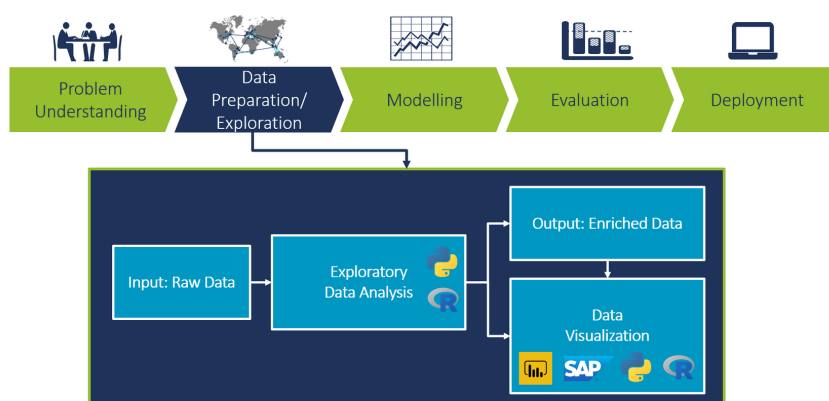 Problem
Understanding
Data
Preparation/
Exploration
Modelling
Evaluation
Deployment
Input: Raw Data
Exploratory
Data Analysis
R
Output: Enriched Data
Data
Visualization
SAP
R